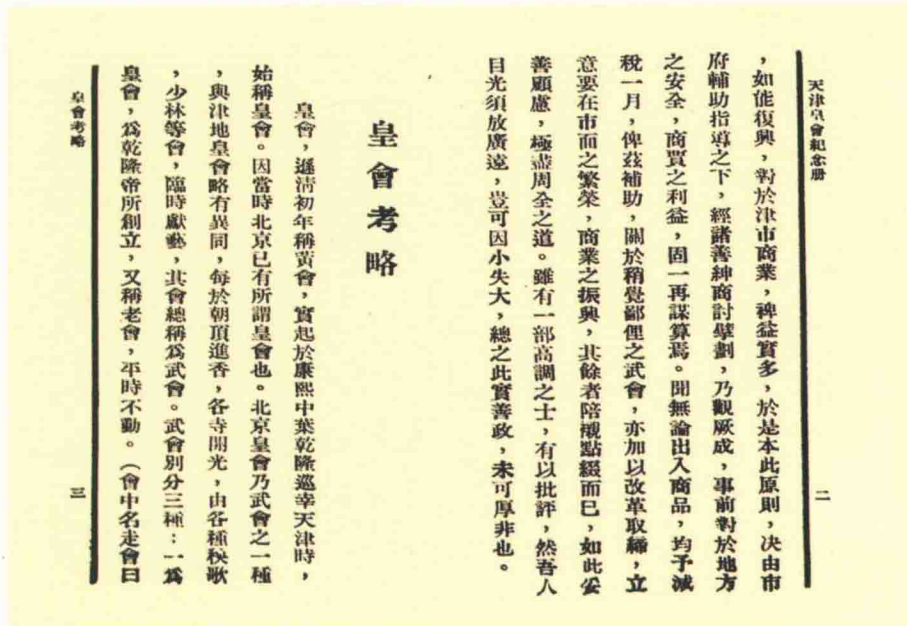 天津皇會紀念册
二
，如能復興，對於津市商業，裨益實多，於是本此原則，决由市
府輔助指導之下，經諸善紳商討擘劃，乃觀厥成，事前對於地方
之安全，商買之利益，固一再謀算焉。聞無論出入商品，均予减
稅一月，俾茲補助，關於稍覺鄙俚之武會，亦加以改革取締，立
意要在市面之繁榮，商業之振興，其餘者陪襯點綴而已，如此妥
善顧慮，極盡周全之道。雖有一部高調之士，有以批評，然吾人
目光須放廣遠，豈可因小失大，總之此實善政，未可厚非也。
皇會考略
皇會，遜清初年稱黃會，實起於康熙中葉乾隆巡幸天津時，
始稱皇會。因當時北京已有所謂皇會也。北京皇會乃武會之一種
，與津地皇會略有異同，每於朝頂進香，各寺開光，由各種秧歌
，少林等會，臨時獻藝，其會總稱爲武會。武會別分三種：一爲
皇會，爲乾隆帝所創立，又稱老會，平時不動。（會中名走會曰
皇會考略
三